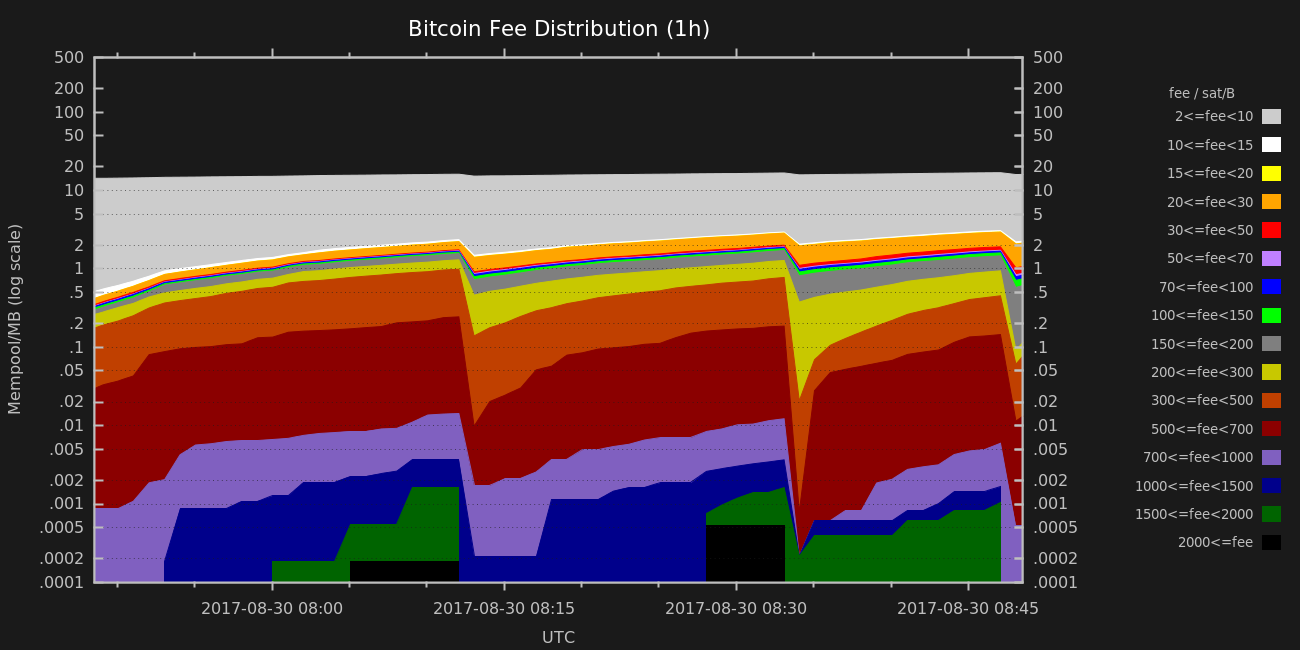 Bitcoin Fee Distribution (1h)
500 500
200 200
100 100
50 50
20 20
10 10
5 5
2 2
1 1
.5 .5
.2 .2
.1 .1
.05 .05
.02 .02
.01 .01
.005 .005
.002 .002
.001 .001
.0005 .0005
.0002 .0002
.0001 .0001
Mempool/MB (log scale)
2017-08-30 08:00 2017-08-30 08:15 2017-08-30 08:30 2017-08-30 08:45
UTC
fee / sat/B
2<=fee<10
10<=fee<15
15<=fee<20
20<=fee<30
30<=fee<50
50<=fee<70
70<=fee<100
100<=fee<150
150<=fee<200
200<=fee<300
300<=fee<500
500<=fee<700
700<=fee<1000
1000<=fee<1500
1500<=fee<2000
2000<=fee